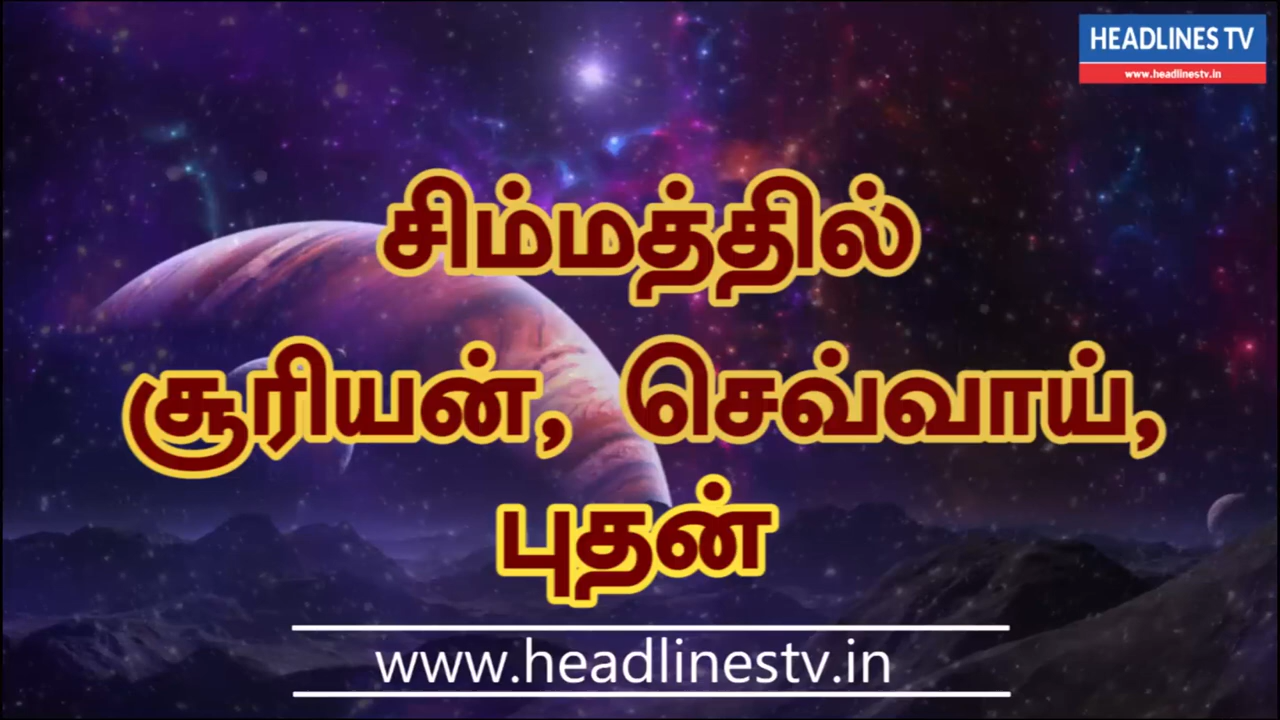 HEADLINES TV
www.headlinestv.in
சிம்மத்தில்
சூரியன், செவ்வாய்,
புதன்
www.headlinestv.in